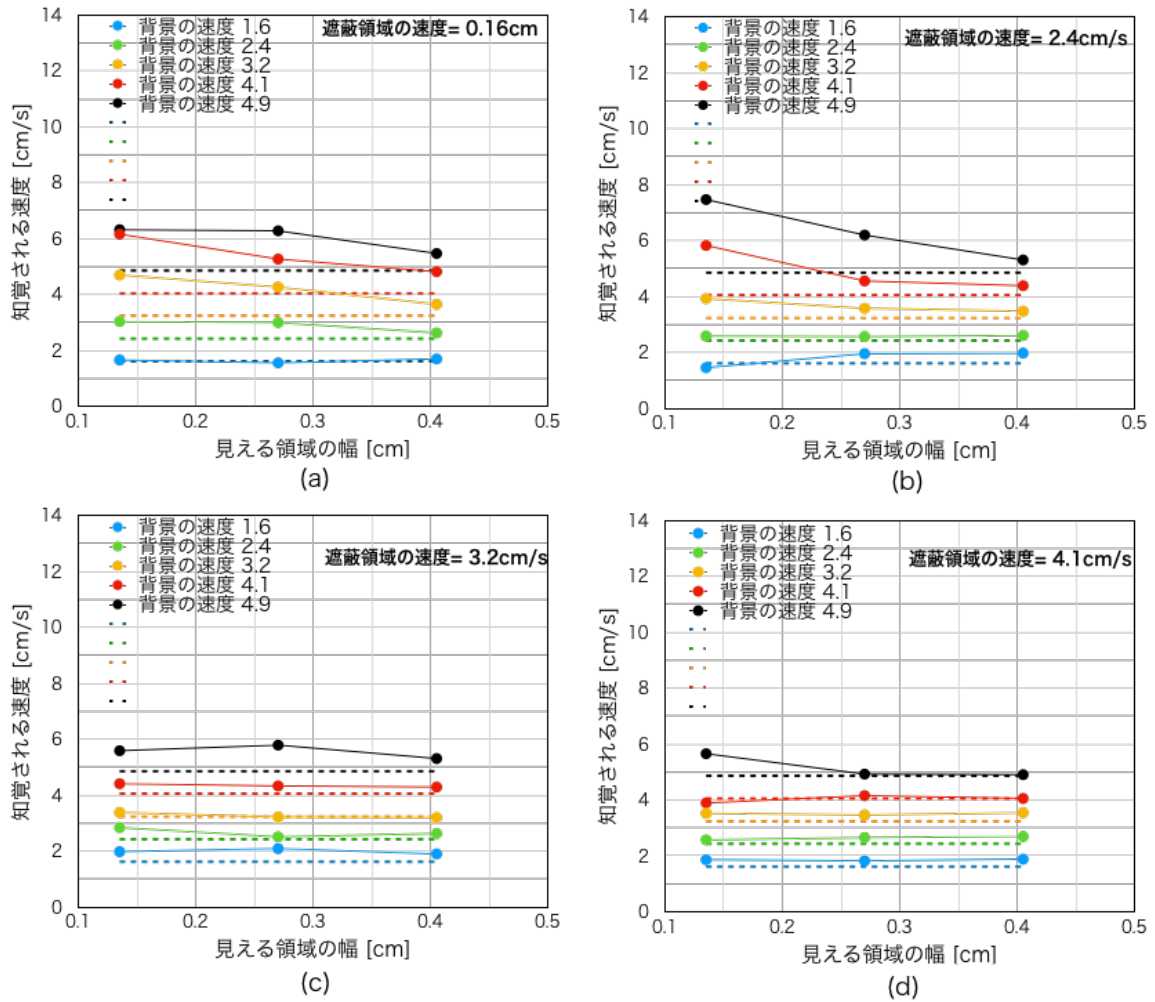 遮蔽領域の速度= 0.16cm
背景の速度 1.6
背景の速度 2.4
背景の速度 3.2
背景の速度 4.1
背景の速度 4.9
知覚される速度 [cm/s]
14
12
10
8
6
4
2
0
0.1
0.2
0.3
0.4
0.5
見える領域の幅 [cm]
(a)
遮蔽領域の速度= 2.4cm/s
背景の速度 1.6
背景の速度 2.4
背景の速度 3.2
背景の速度 4.1
背景の速度 4.9
知覚される速度 [cm/s]
14
12
10
8
6
4
2
0
0.1
0.2
0.3
0.4
0.5
見える領域の幅 [cm]
(b)
遮蔽領域の速度= 3.2cm/s
背景の速度 1.6
背景の速度 2.4
背景の速度 3.2
背景の速度 4.1
背景の速度 4.9
知覚される速度 [cm/s]
14
12
10
8
6
4
2
0
0.1
0.2
0.3
0.4
0.5
見える領域の幅 [cm]
(c)
遮蔽領域の速度= 4.1cm/s
背景の速度 1.6
背景の速度 2.4
背景の速度 3.2
背景の速度 4.1
背景の速度 4.9
知覚される速度 [cm/s]
14
12
10
8
6
4
2
0
0.1
0.2
0.3
0.4
0.5
見える領域の幅 [cm]
(d)